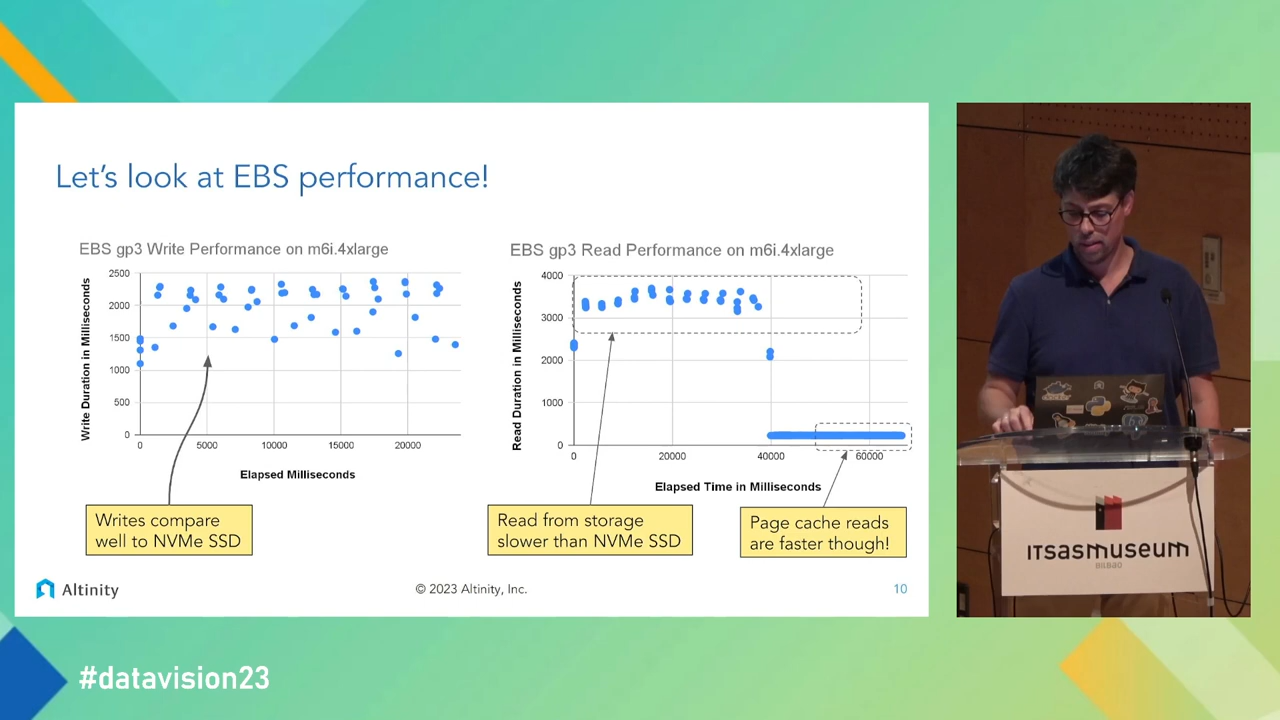 Let's look at EBS performance!
EBS gp3 Write Performance on m6i.4xlarge
Write Duration in Milliseconds
2500
2000
1500
1000
500
0
0
5000
10000
15000
20000
Elapsed Milliseconds
Writes compare
well to NVMe SSD
EBS gp3 Read Performance on m6i.4xlarge
Read Duration in Milliseconds
4000
3000
2000
1000
0
0
20000
40000
60000
Elapsed Time in Milliseconds
Read from storage
slower than NVMe SSD
Page cache reads
are faster though!
Altinity
© 2023 Altinity, Inc.
10
ITSASMUSEUM
BILBAO
#datavision23